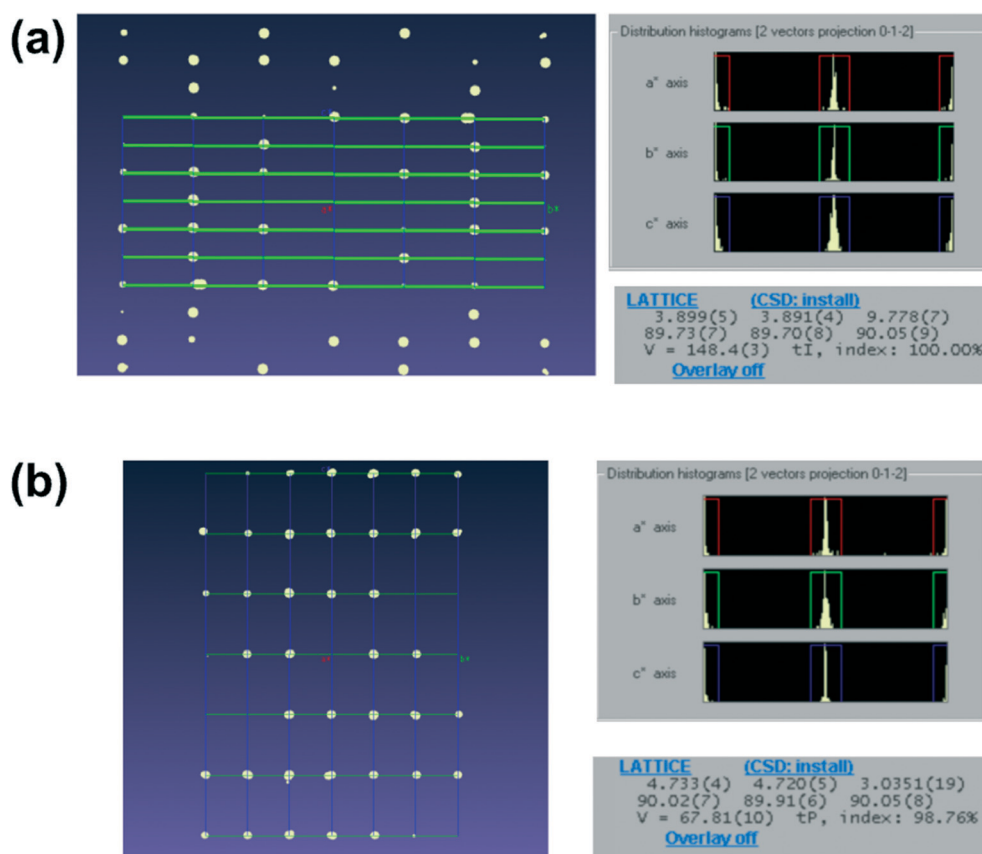 (a)
Distribution histograms [2 vectors projection 0-1-2]
a* axis
b* axis
c* axis
b*
LATTICE (CSD: install)
3.899(5) 3.891(4) 9.778(7)
89.73(7) 89.70(8) 90.05(9)
V = 148.4(3) tI, index: 100.00%
Overlay off
(b)
Distribution histograms [2 vectors projection 0-1-2]
a* axis
b* axis
c* axis
b*
LATTICE (CSD: install)
4.733(4) 4.720(5) 3.0351(19)
90.02(7) 89.91(6) 90.05(8)
V = 67.81(10) tP, index: 98.76%
Overlay off